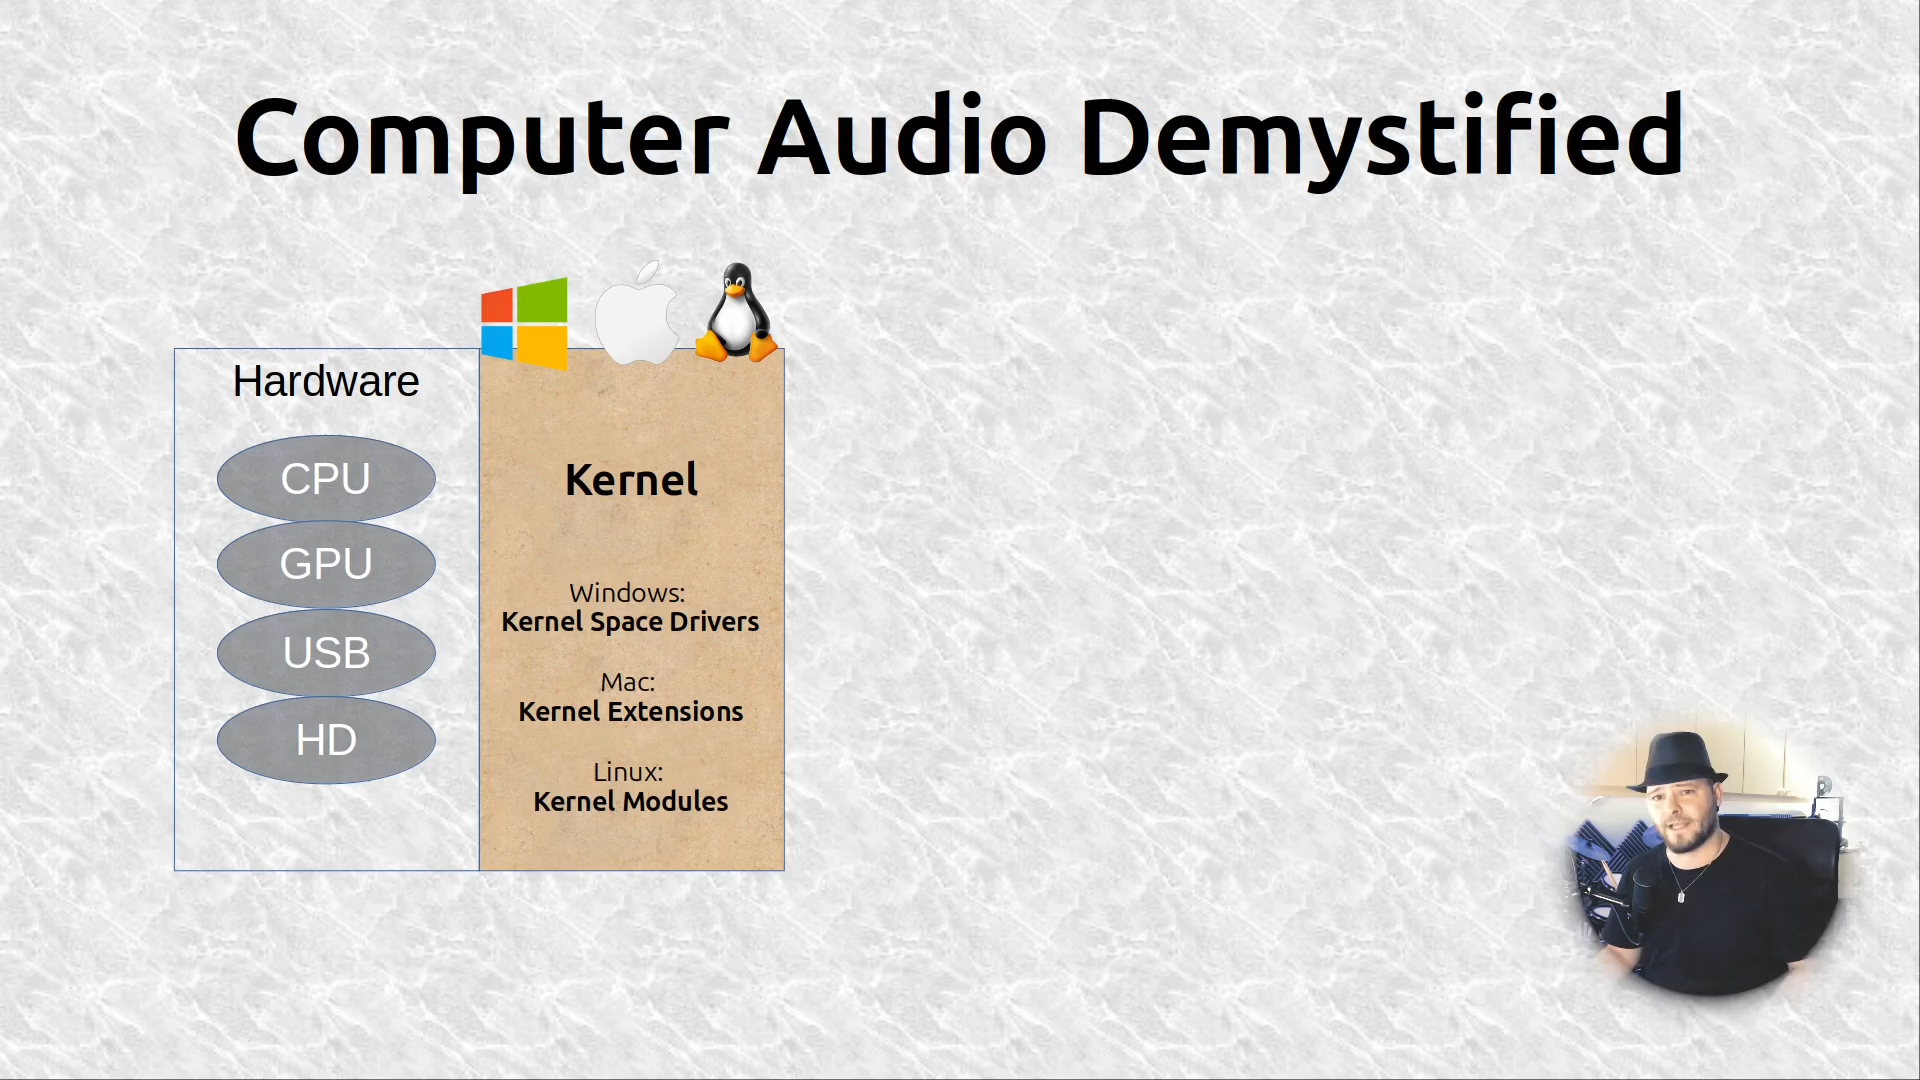 Computer Audio Demystified
Hardware
CPU
GPU
USB
HD
Kernel
Windows:
Kernel Space Drivers
Mac:
Kernel Extensions
Linux:
Kernel Modules